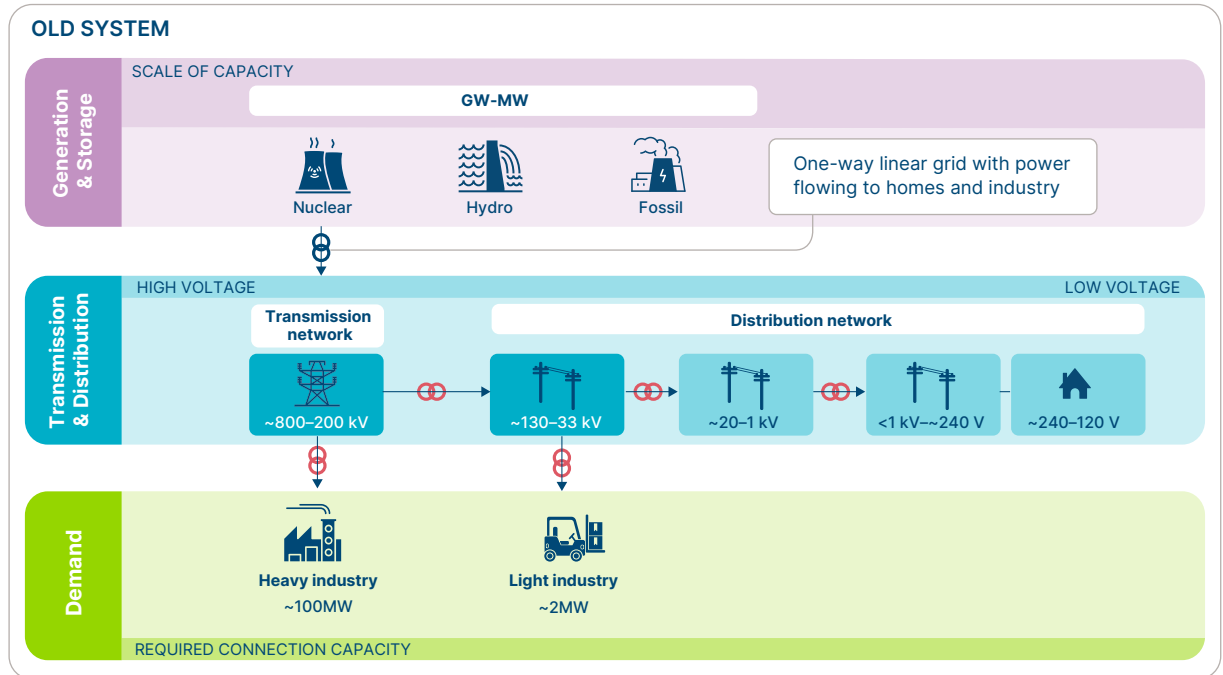 OLD SYSTEM
Generation
& Storage
SCALE OF CAPACITY
GW-MW
Nuclear
Hydro
Fossil
One-way linear grid with power
flowing to homes and industry
Transmission
& Distribution
HIGH VOLTAGE
LOW VOLTAGE
Transmission
network
Distribution network
~800–200 kV
~130–33 kV
~20–1 kV
<1 kV–~240 V
~240–120 V
Demand
Heavy industry
~100MW
Light industry
~2MW
REQUIRED CONNECTION CAPACITY